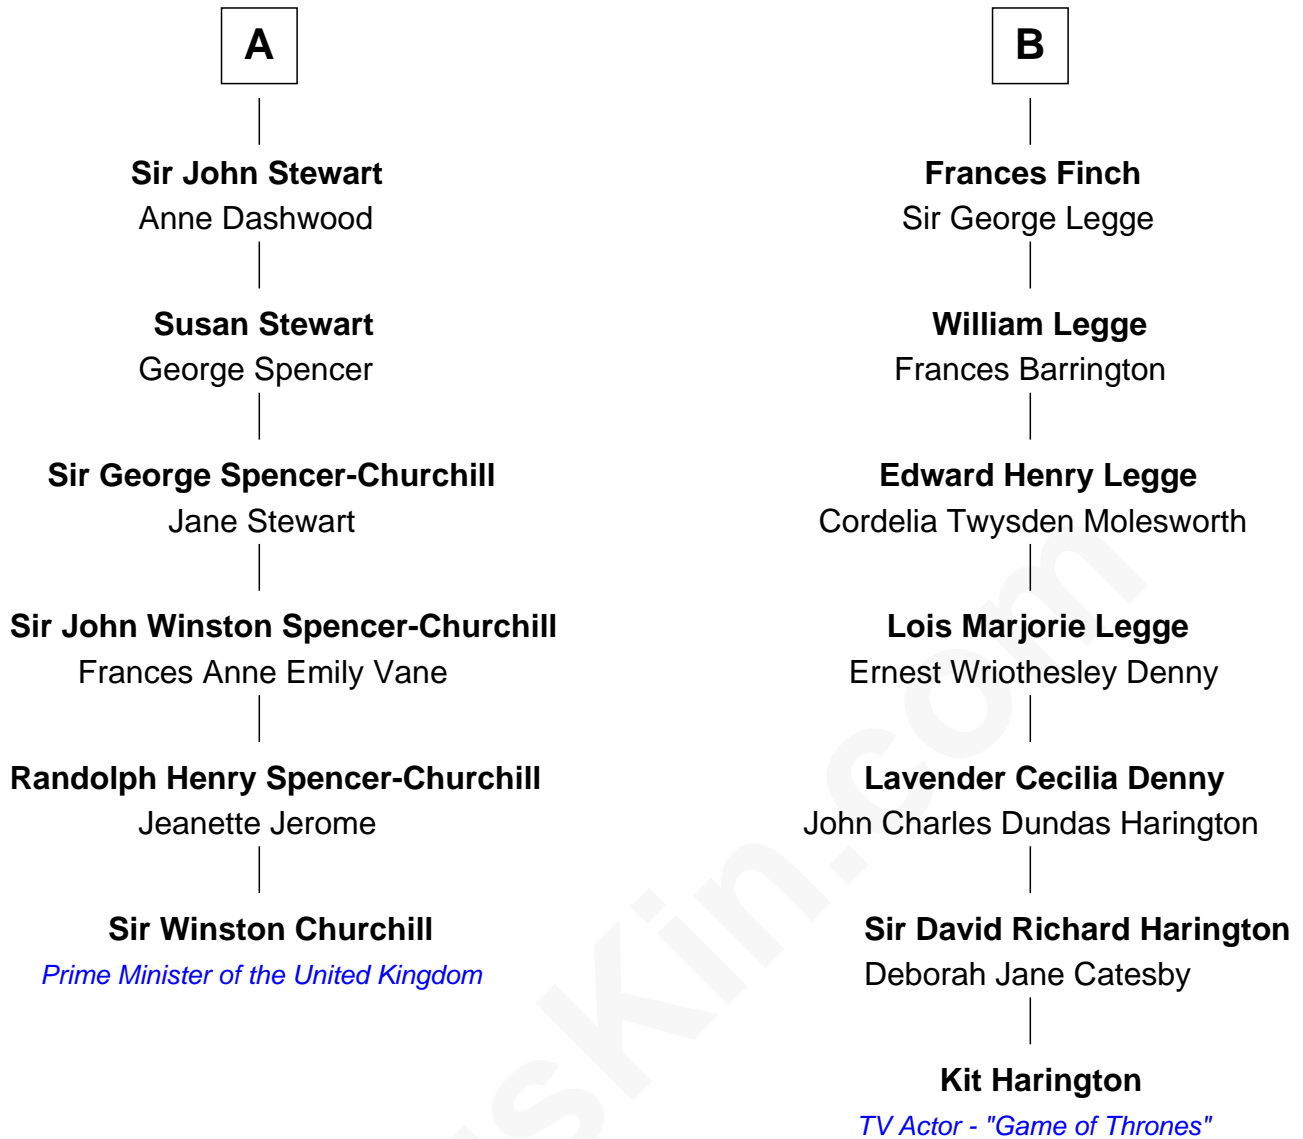 A
Sir John Stewart
Anne Dashwood
Susan Stewart
George Spencer
Sir George Spencer-Churchill
Jane Stewart
Sir John Winston Spencer-Churchill
Frances Anne Emily Vane
Randolph Henry Spencer-Churchill
Jeanette Jerome
Sir Winston Churchill
Prime Minister of the United Kingdom
B
Frances Finch
Sir George Legge
William Legge
Frances Barrington
Edward Henry Legge
Cordelia Twysden Molesworth
Lois Marjorie Legge
Ernest Wriothesley Denny
Lavender Cecilia Denny
John Charles Dundas Harington
Sir David Richard Harington
Deborah Jane Catesby
Kit Harington
TV Actor - "Game of Thrones"
sKin.com